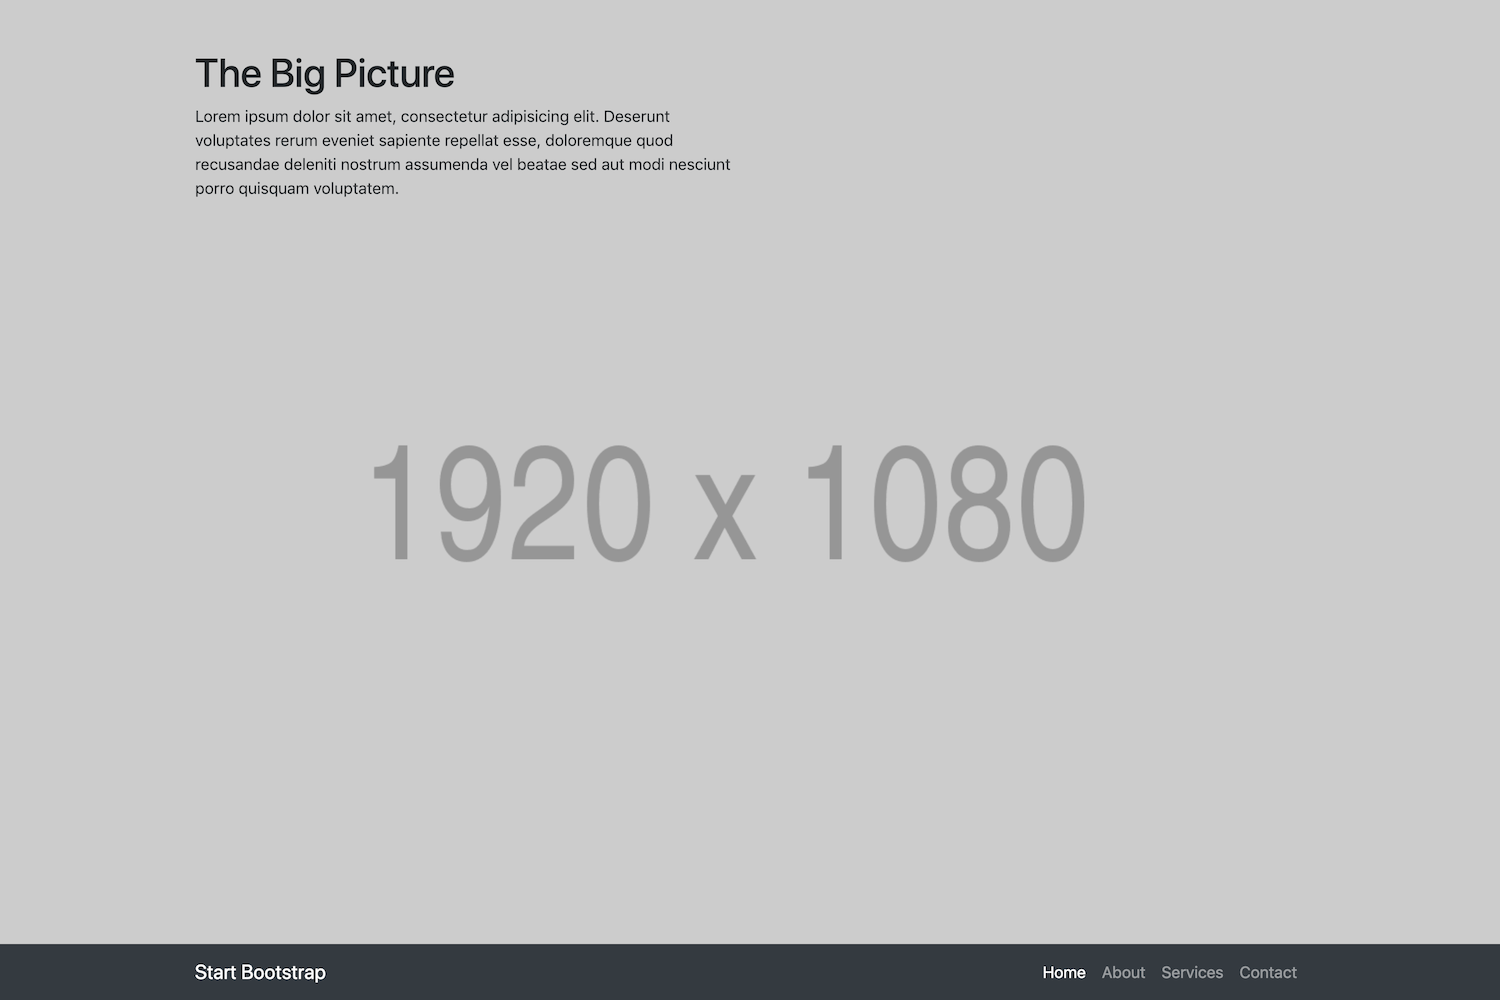 The Big Picture
Lorem ipsum dolor sit amet, consectetur adipisicing elit. Deserunt
voluptates rerum eveniet sapiente repellat esse, doloremque quod
recusandae deleniti nostrum assumenda vel beatae sed aut modi nesciunt
porro quisquam voluptatem.
1920 x 1080
Start Bootstrap Home About Services Contact